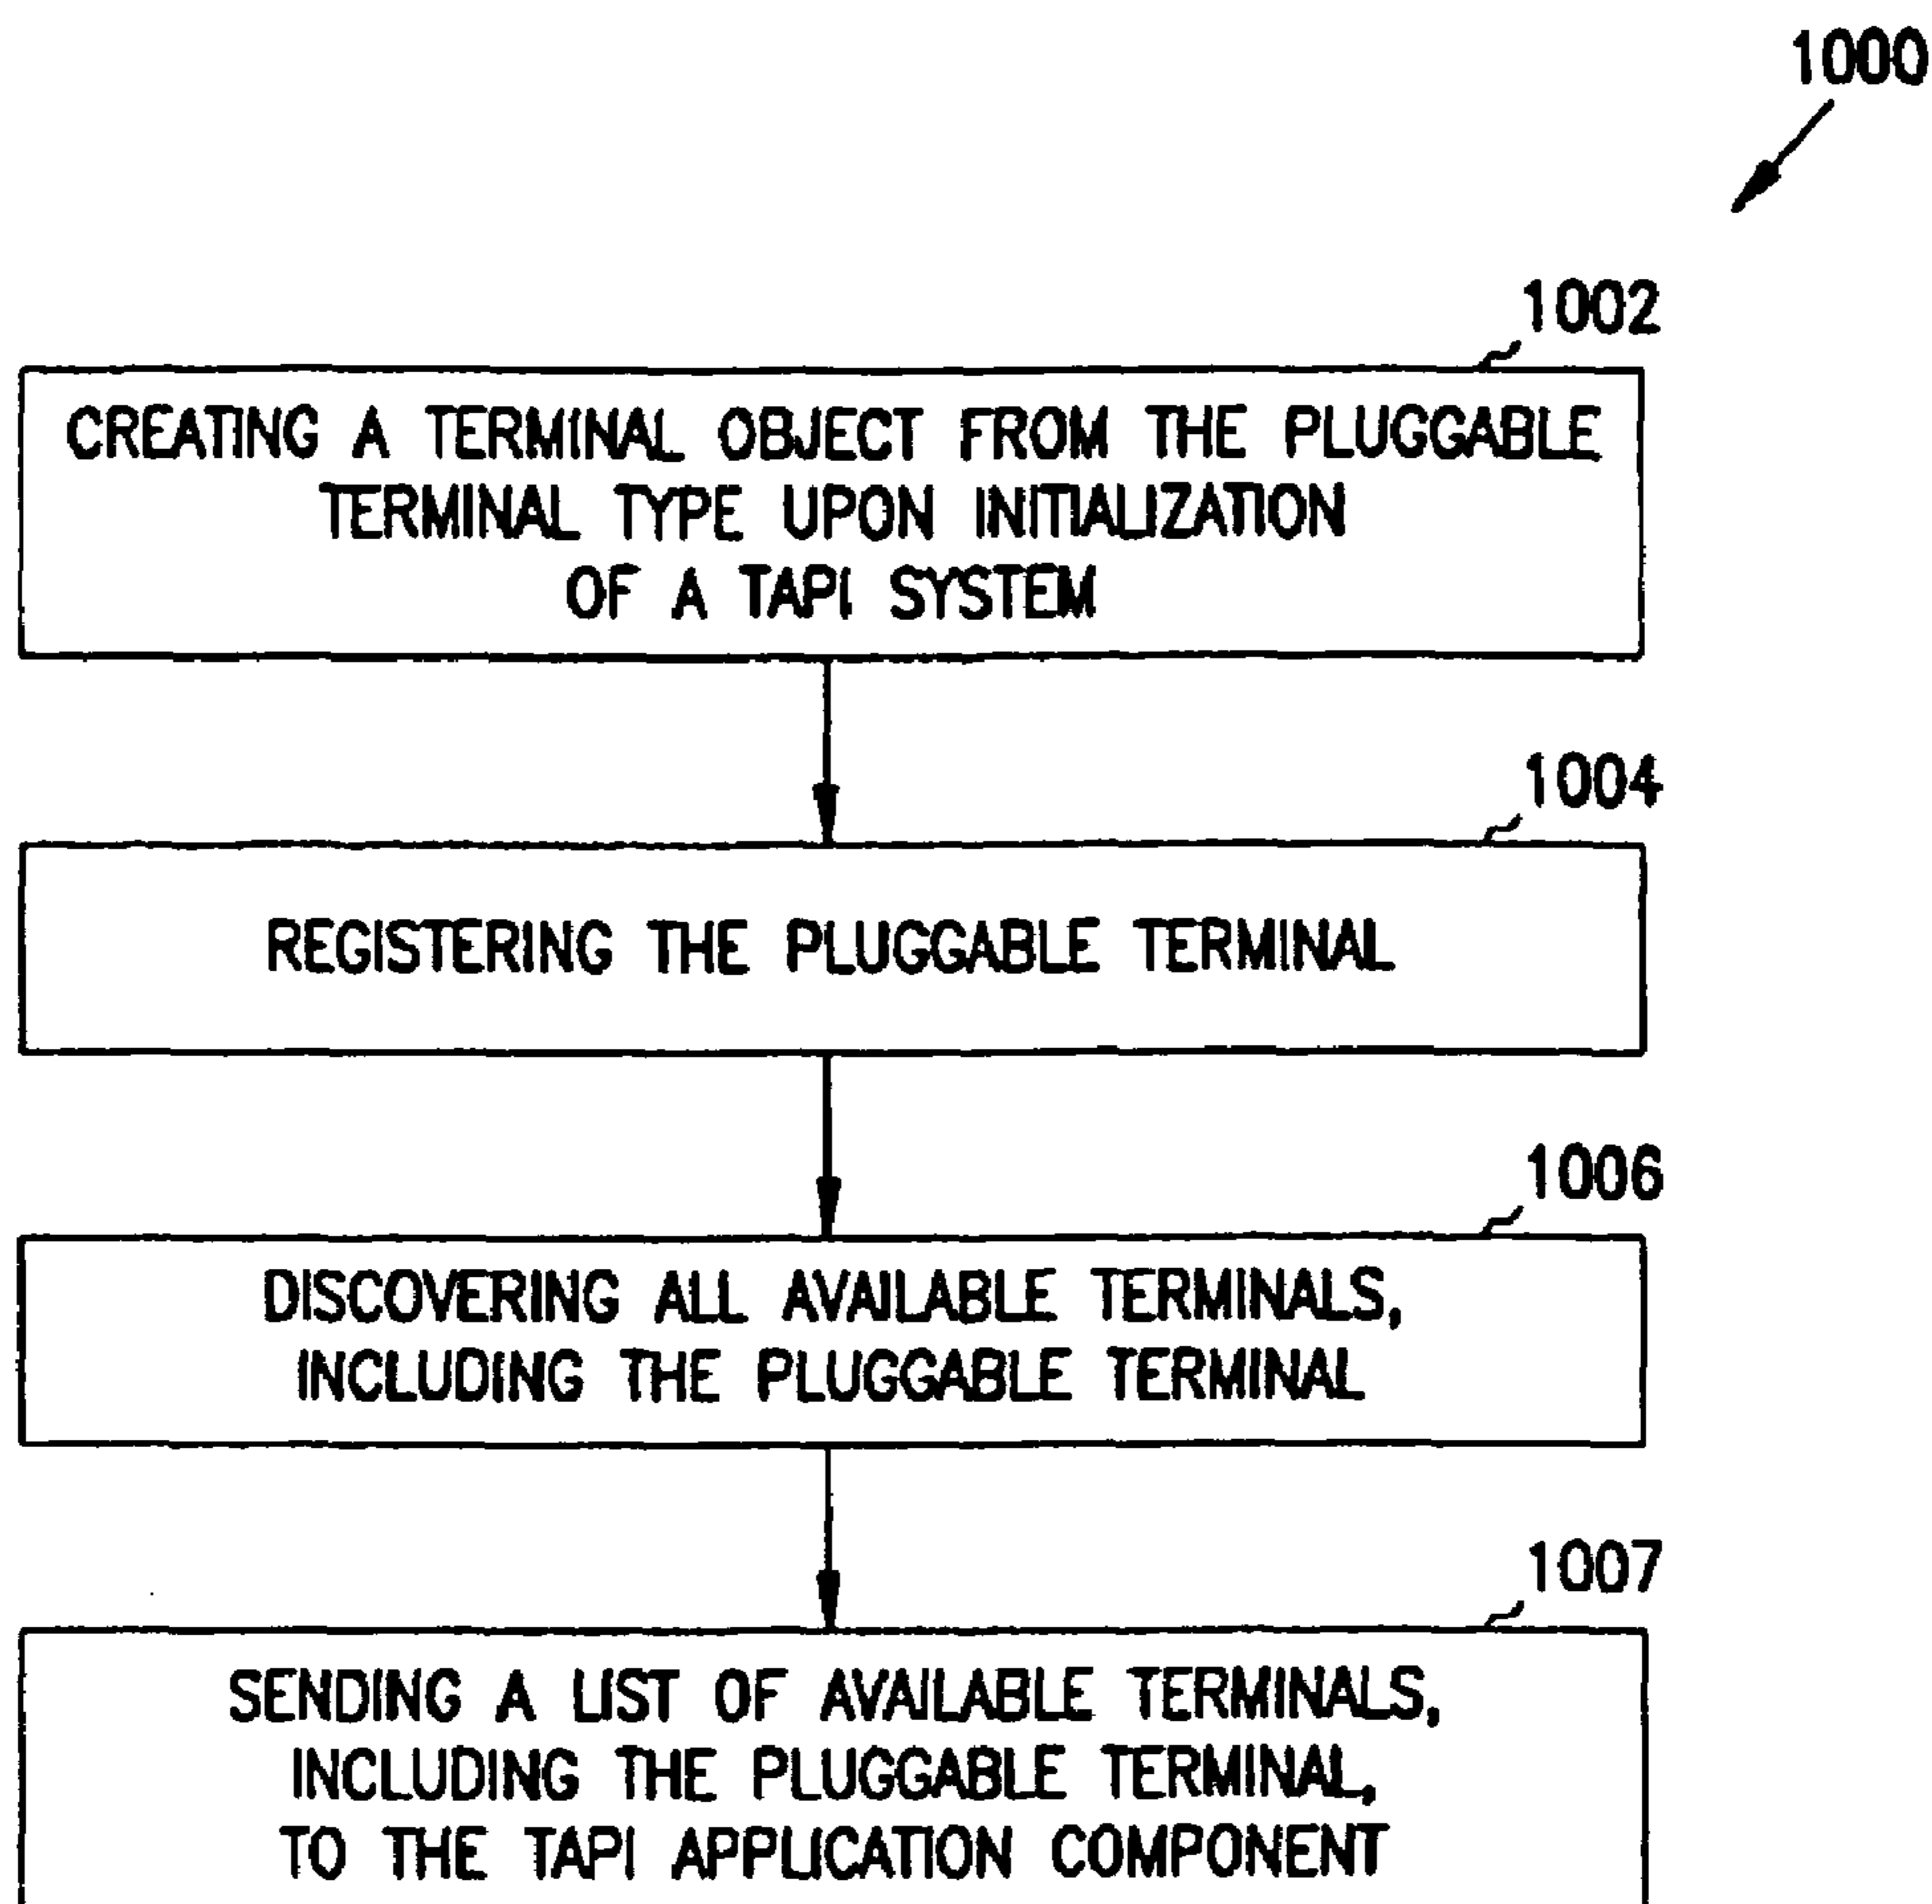 1000
1002
CREATING A TERMINAL OBJECT FROM THE PLUGGABLE
TERMINAL TYPE UPON INITIALIZATION
OF A TAPI SYSTEM
1004
REGISTERING THE PLUGGABLE TERMINAL
1006
DISCOVERING ALL AVAILABLE TERMINALS,
INCLUDING THE PLUGGABLE TERMINAL
1007
SENDING A LIST OF AVAILABLE TERMINALS,
INCLUDING THE PLUGGABLE TERMINAL,
TO THE TAPI APPLICATION COMPONENT